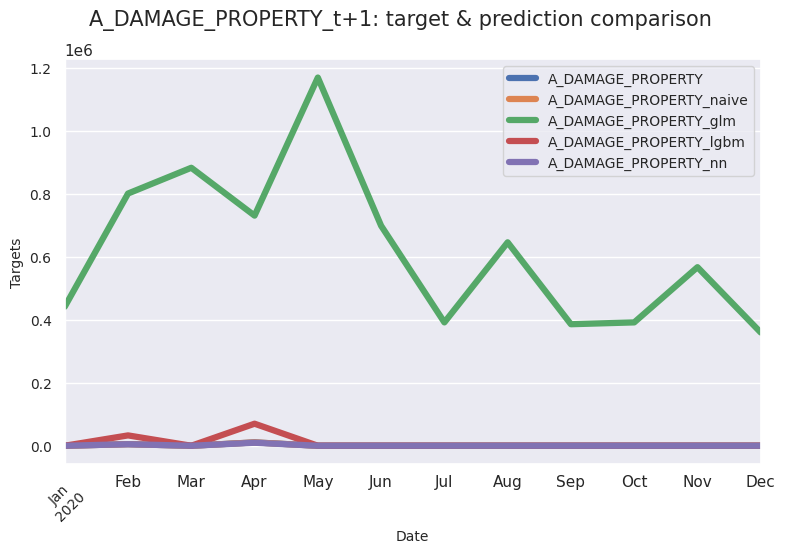 A_DAMAGE_PROPERTY_t+1: target & prediction comparison
1e6
A_DAMAGE_PROPERTY
A_DAMAGE_PROPERTY_naive
A_DAMAGE_PROPERTY_glm
A_DAMAGE_PROPERTY_lgbm
A_DAMAGE_PROPERTY_nn
1.2
1.0
0.8
0.6
0.4
0.2
0.0
Targets
Jan
2020
Feb
Mar
Apr
May
Jun
Jul
Aug
Sep
Oct
Nov
Dec
Date